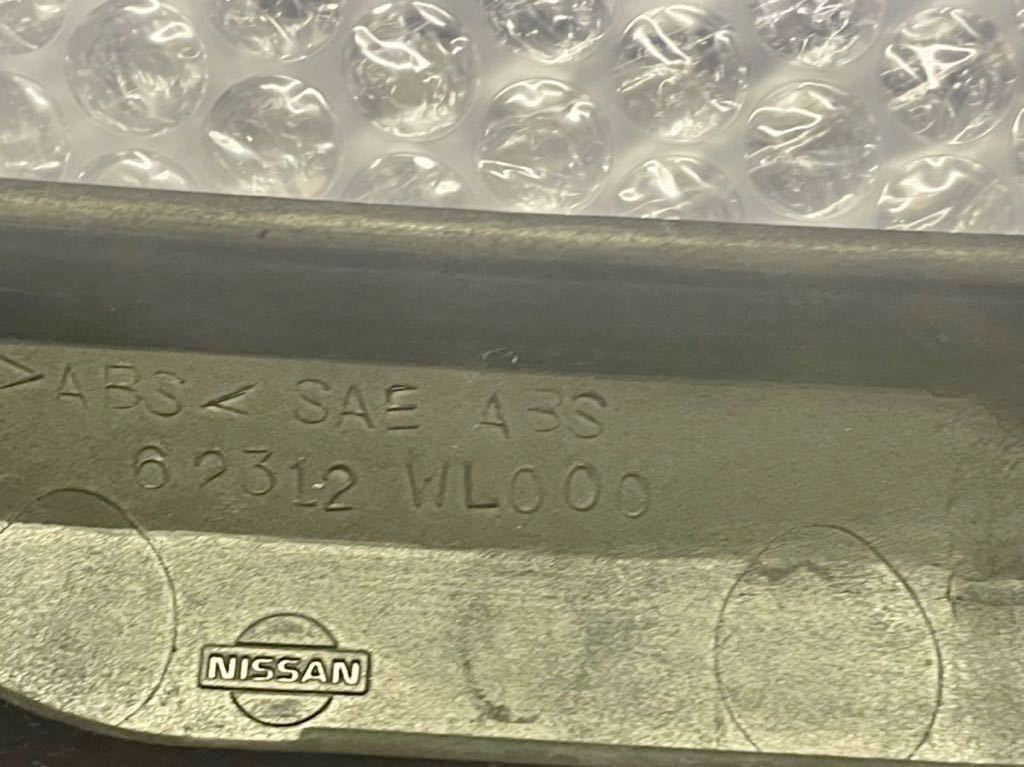 >ABS< SAE ABS
62312 WL000
NISSAN